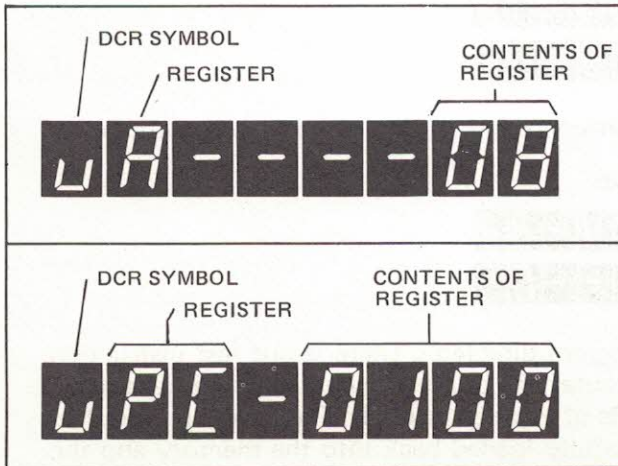 DCR SYMBOL
REGISTER
CONTENTS OF
REGISTER
uA----08
DCR SYMBOL
REGISTER
CONTENTS OF
REGISTER
uPC-0100